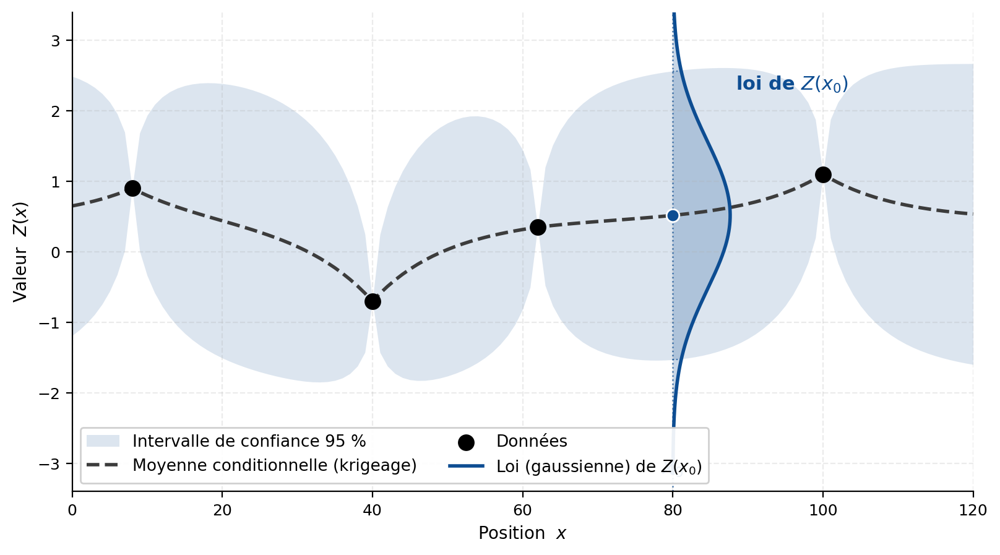 3
2
1
0
−1
−2
−3
Valeur Z(x)
loi de Z(x₀)
Intervalle de confiance 95 %
Moyenne conditionnelle (krigeage)
Données
Loi (gaussienne) de Z(x₀)
0 20 40 60 80 100 120
Position x